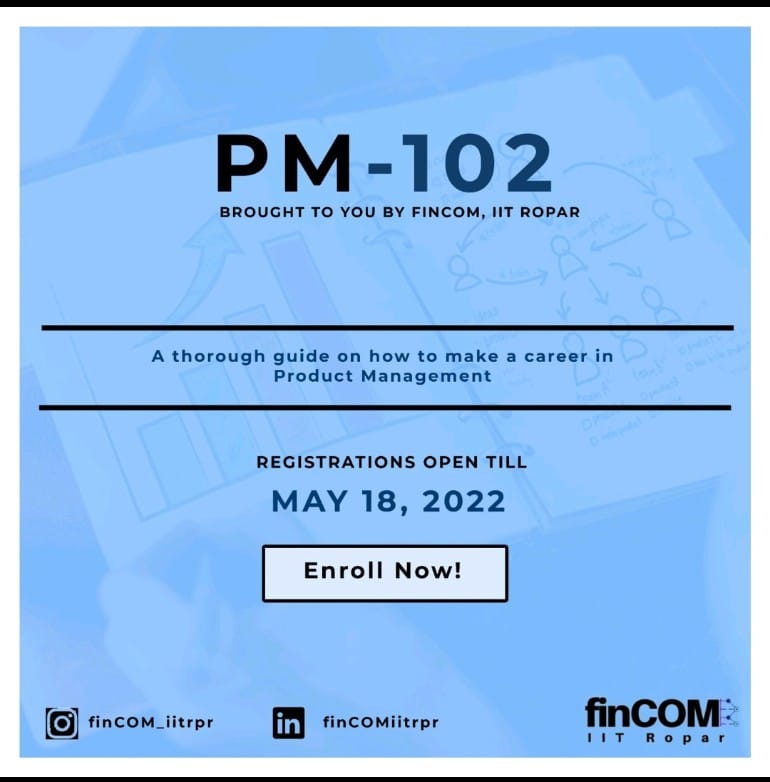 PM-102
BROUGHT TO YOU BY FINCOM, IIT ROPAR
A thorough guide on how to make a career in
Product Management
REGISTRATIONS OPEN TILL
MAY 18, 2022
Enroll Now!
finCOM_iitrpr
in finCOMiitrpr
finCOM
IIT Ropar